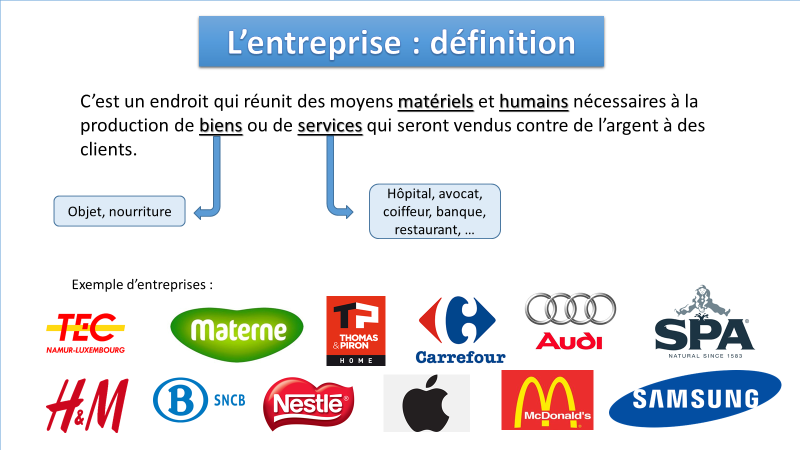 L’entreprise : définition
C’est un endroit qui réunit des moyens matériels et humains nécessaires à la
production de biens ou de services qui seront vendus contre de l’argent à des
clients.
Objet, nourriture
Hôpital, avocat,
coiffeur, banque,
restaurant, …
Exemple d’entreprises :
TEC
NAMUR-LUXEMBOURG
Materne
TP
THOMAS
& PIRON
HOME
Carrefour
Audi
SPA
NATURAL SINCE 1583
H&M
B
SNCB
Nestlé
McDonald's
SAMSUNG